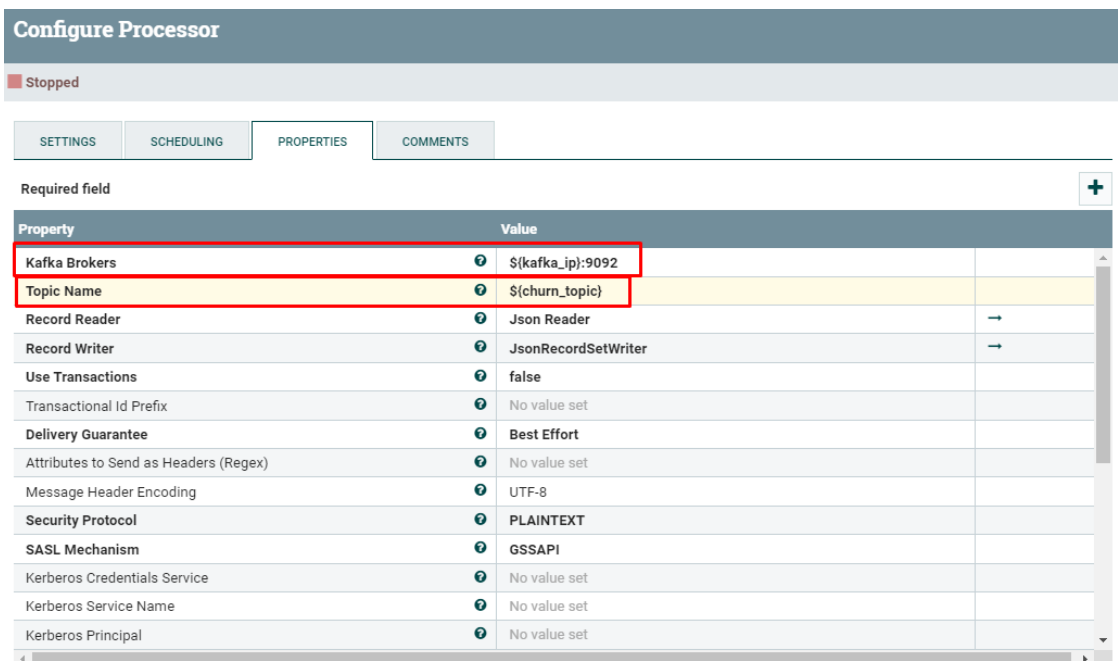 Configure Processor
Stopped
SETTINGS SCHEDULING PROPERTIES COMMENTS
Required field
Property Value
Kafka Brokers ${kafka_ip}:9092
Topic Name ${churn_topic}
Record Reader Json Reader
Record Writer JsonRecordSetWriter
Use Transactions false
Transactional Id Prefix No value set
Delivery Guarantee Best Effort
Attributes to Send as Headers (Regex) No value set
Message Header Encoding UTF-8
Security Protocol PLAINTEXT
SASL Mechanism GSSAPI
Kerberos Credentials Service No value set
Kerberos Service Name No value set
Kerberos Principal No value set